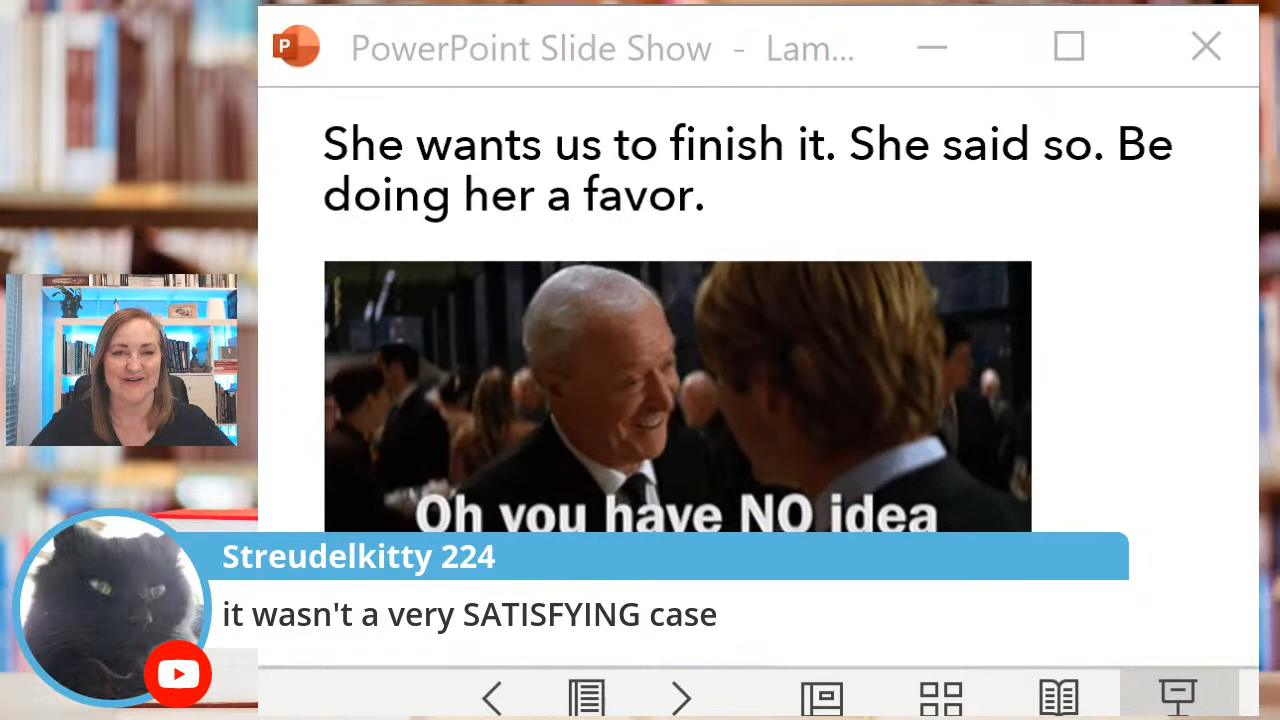 P PowerPoint Slide Show - Lam...
She wants us to finish it. She said so. Be
doing her a favor.
Oh you have NO idea
Streudelkitty 224
it wasn't a very SATISFYING case